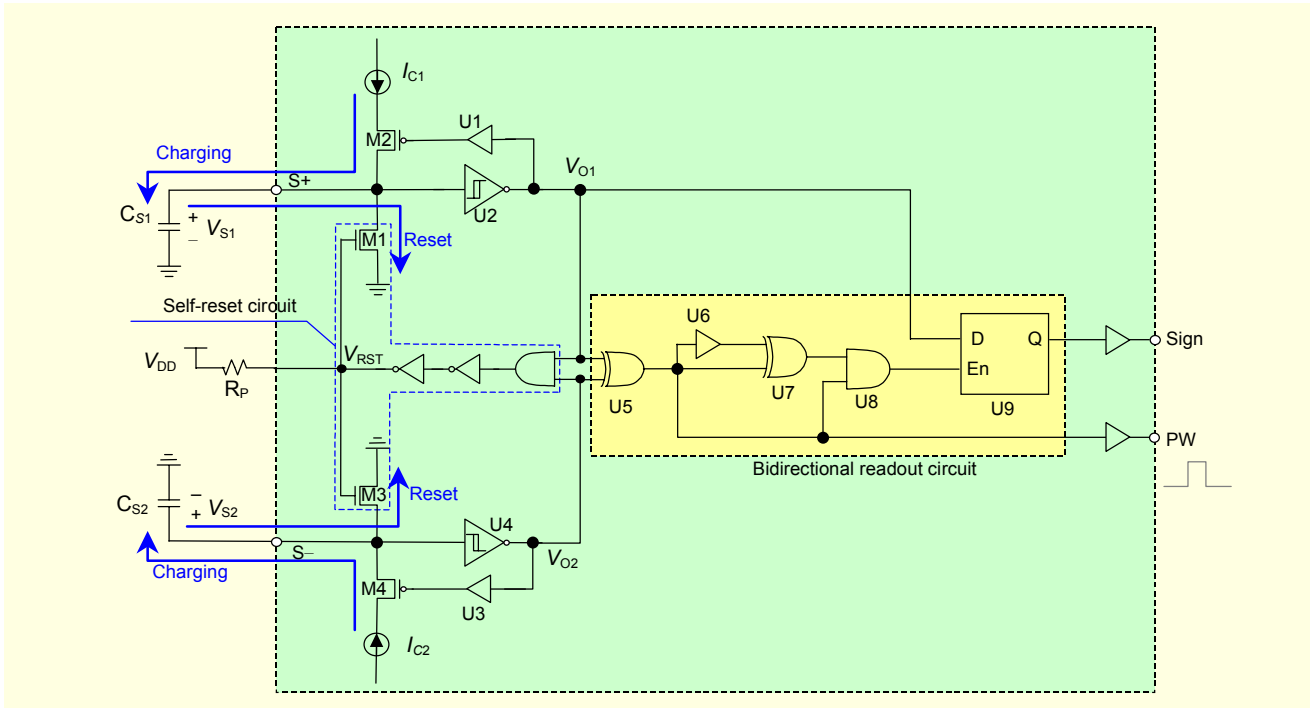 I_C1
U1
M2
Charging
V_O1
S+
U2
C_S1
+
–
V_S1
M1
Reset
Self-reset circuit
U6
V_DD
V_RST
D
Q
Sign
En
R_P
U5
U7
U8
U9
PW
Bidirectional readout circuit
C_S2
–
+
V_S2
M3
Reset
U4
S–
V_O2
Charging
M4
U3
I_C2